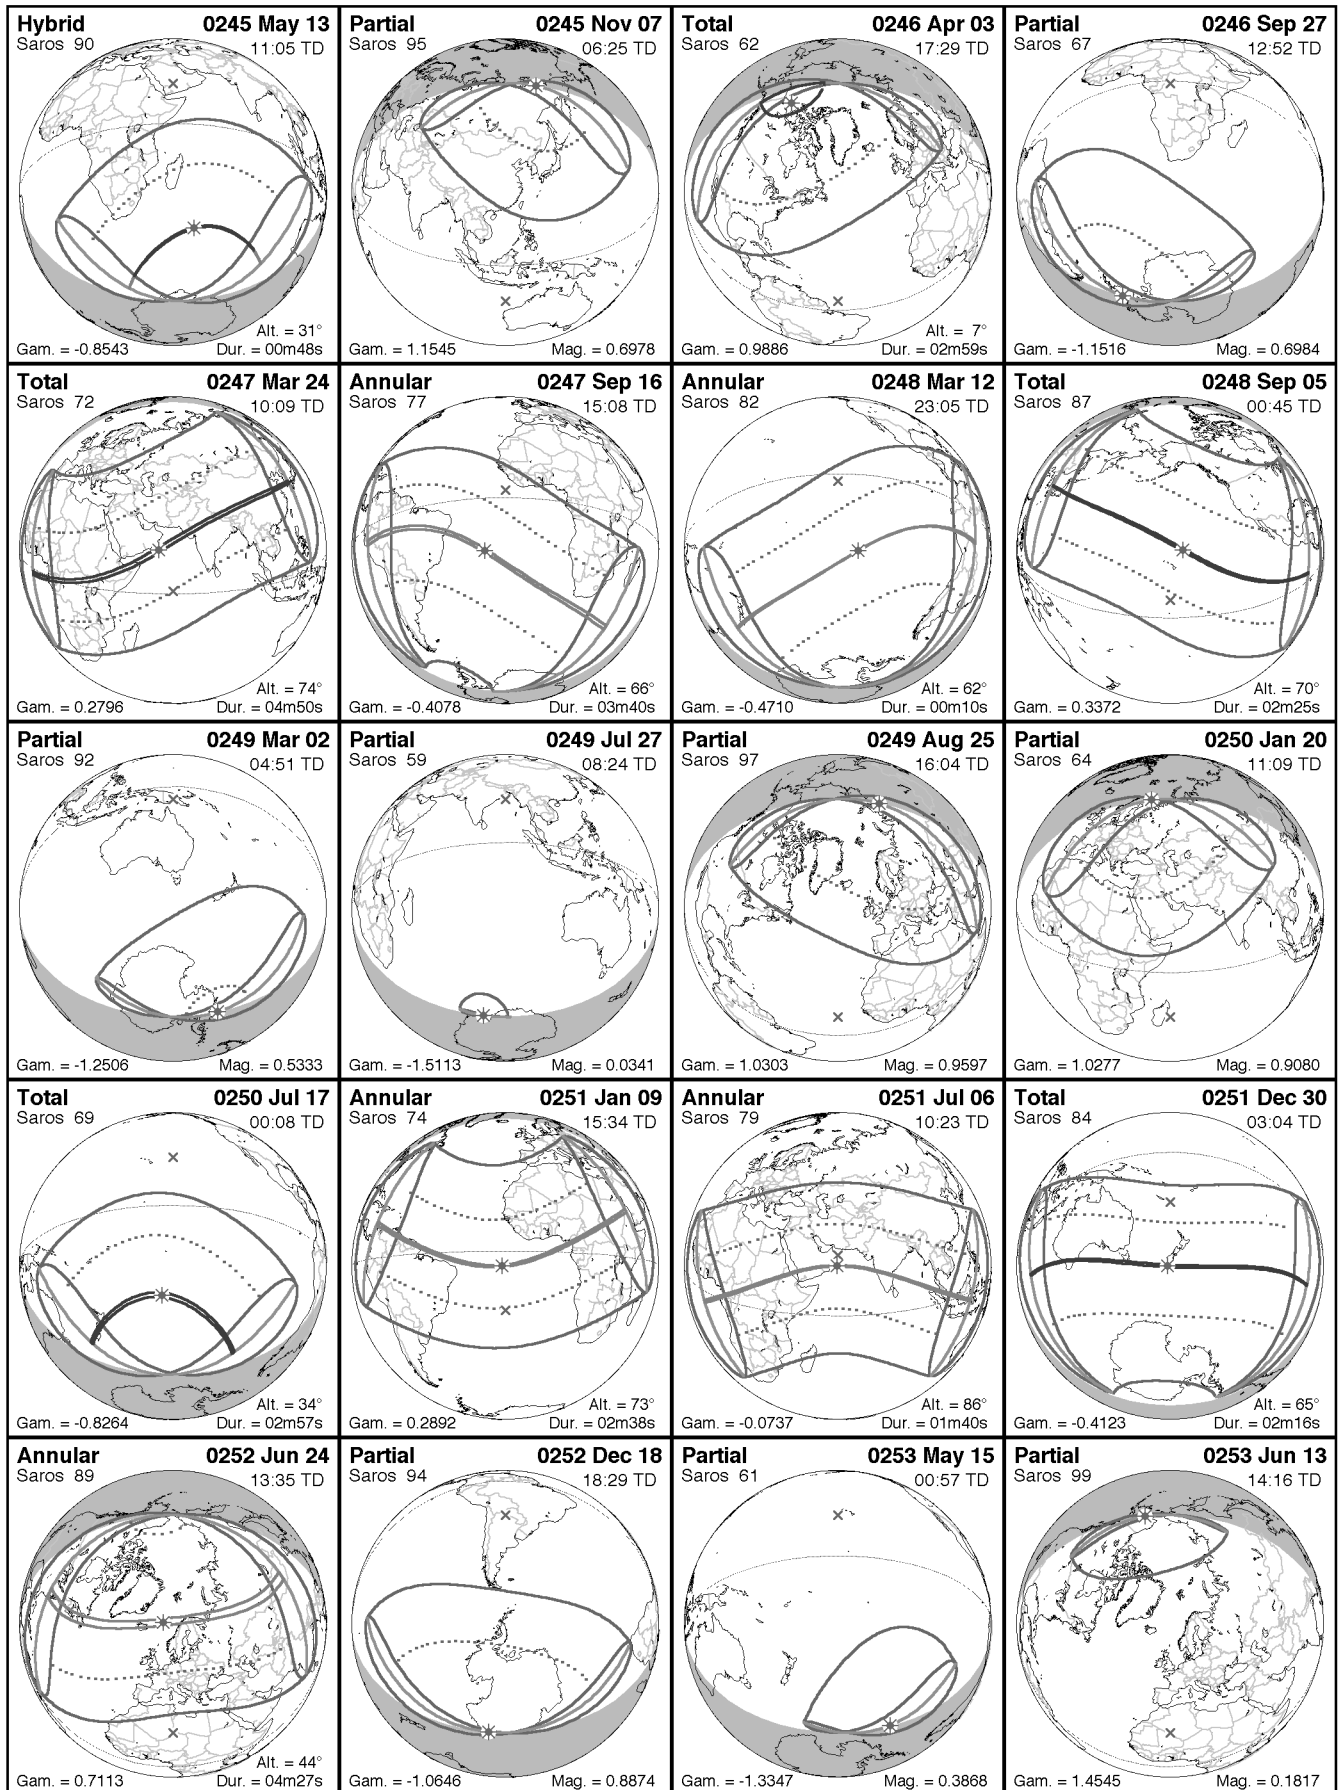 Hybrid 0245 May 13
Saros 90 11:05 TD
Alt. = 31°
Gam. = -0.8543 Dur. = 00m48s
Partial 0245 Nov 07
Saros 95 06:25 TD
Gam. = 1.1545 Mag. = 0.6978
Total 0246 Apr 03
Saros 62 17:29 TD
Alt. = 7°
Gam. = 0.9886 Dur. = 02m59s
Partial 0246 Sep 27
Saros 67 12:52 TD
Gam. = -1.1516 Mag. = 0.6984
Total 0247 Mar 24
Saros 72 10:09 TD
Alt. = 74°
Gam. = 0.2796 Dur. = 04m50s
Annular 0247 Sep 16
Saros 77 15:08 TD
Alt. = 66°
Gam. = -0.4078 Dur. = 03m40s
Annular 0248 Mar 12
Saros 82 23:05 TD
Alt. = 62°
Gam. = -0.4710 Dur. = 00m10s
Total 0248 Sep 05
Saros 87 00:45 TD
Alt. = 70°
Gam. = 0.3372 Dur. = 02m25s
Partial 0249 Mar 02
Saros 92 04:51 TD
Gam. = -1.2506 Mag. = 0.5333
Partial 0249 Jul 27
Saros 59 08:24 TD
Gam. = -1.5113 Mag. = 0.0341
Partial 0249 Aug 25
Saros 97 16:04 TD
Gam. = 1.0303 Mag. = 0.9597
Partial 0250 Jan 20
Saros 64 11:09 TD
Gam. = 1.0277 Mag. = 0.9080
Total 0250 Jul 17
Saros 69 00:08 TD
Alt. = 34°
Gam. = -0.8264 Dur. = 02m57s
Annular 0251 Jan 09
Saros 74 15:34 TD
Alt. = 73°
Gam. = 0.2892 Dur. = 02m38s
Annular 0251 Jul 06
Saros 79 10:23 TD
Alt. = 86°
Gam. = -0.0737 Dur. = 01m40s
Total 0251 Dec 30
Saros 84 03:04 TD
Alt. = 65°
Gam. = -0.4123 Dur. = 02m16s
Annular 0252 Jun 24
Saros 89 13:35 TD
Alt. = 44°
Gam. = 0.7113 Dur. = 04m27s
Partial 0252 Dec 18
Saros 94 18:29 TD
Gam. = -1.0646 Mag. = 0.8874
Partial 0253 May 15
Saros 61 00:57 TD
Gam. = -1.3347 Mag. = 0.3868
Partial 0253 Jun 13
Saros 99 14:16 TD
Gam. = 1.4545 Mag. = 0.1817